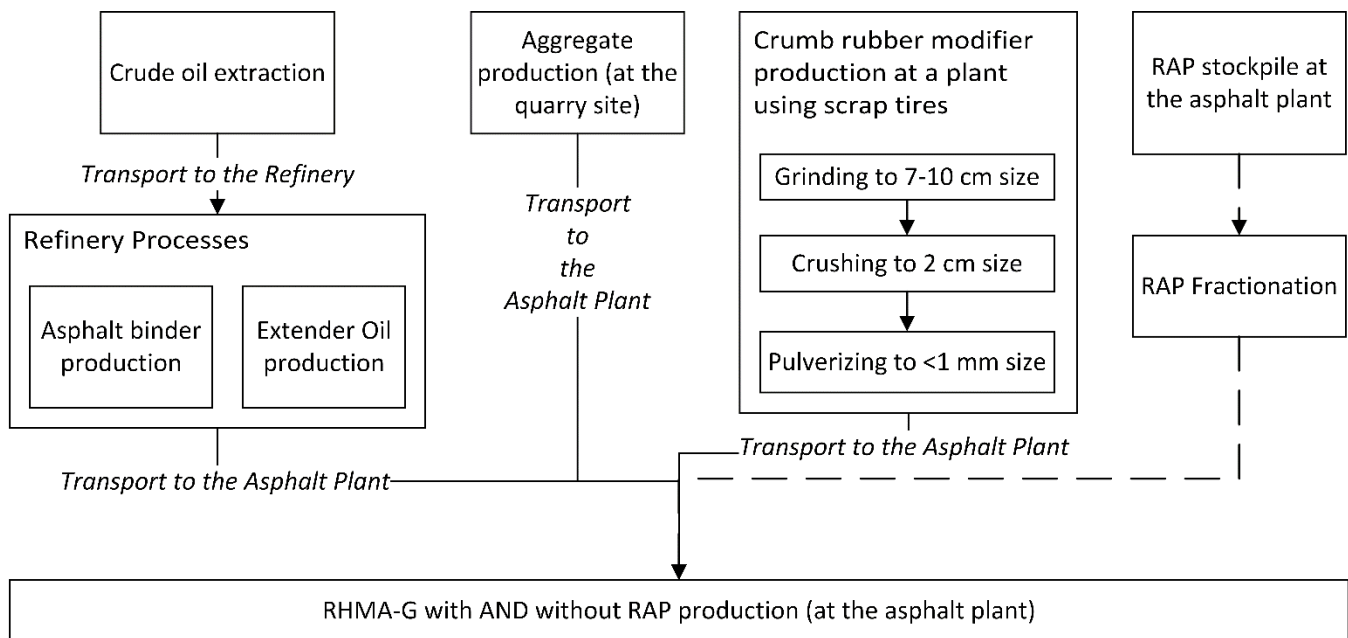 Crude oil extraction
Transport to the Refinery
Refinery Processes
Asphalt binder
production
Extender Oil
production
Transport to the Asphalt Plant
Aggregate
production (at the
quarry site)
Transport
to
the
Asphalt Plant
Crumb rubber modifier
production at a plant
using scrap tires
Grinding to 7-10 cm size
Crushing to 2 cm size
Pulverizing to <1 mm size
Transport to the Asphalt Plant
RAP stockpile at
the asphalt plant
RAP Fractionation
RHMA-G with AND without RAP production (at the asphalt plant)